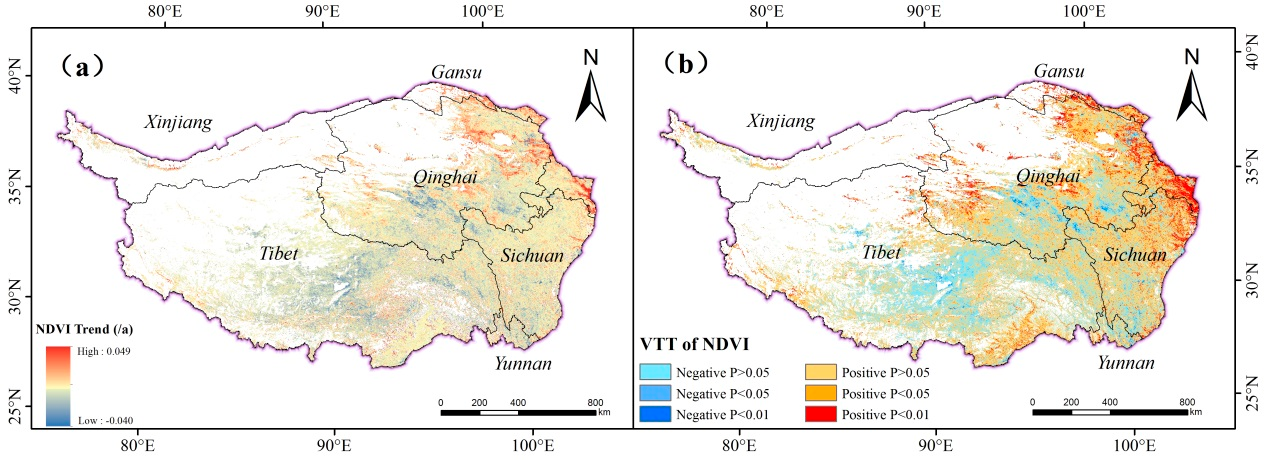 80°E 90°E 100°E 80°E 90°E 100°E
(a)
N
Gansu
Xinjiang
Qinghai
Tibet
Sichuan
Yunnan
40°N
35°N
30°N
25°N
NDVI Trend (/a)
High : 0.049
Low : -0.040
0 200 400 800
km
(b)
N
Gansu
Xinjiang
Qinghai
Tibet
Sichuan
Yunnan
40°N
35°N
30°N
25°N
VTT of NDVI
Negative P>0.05 Positive P>0.05
Negative P<0.05 Positive P<0.05
Negative P<0.01 Positive P<0.01
0 200 400 800
km
80°E 90°E 100°E 80°E 90°E 100°E